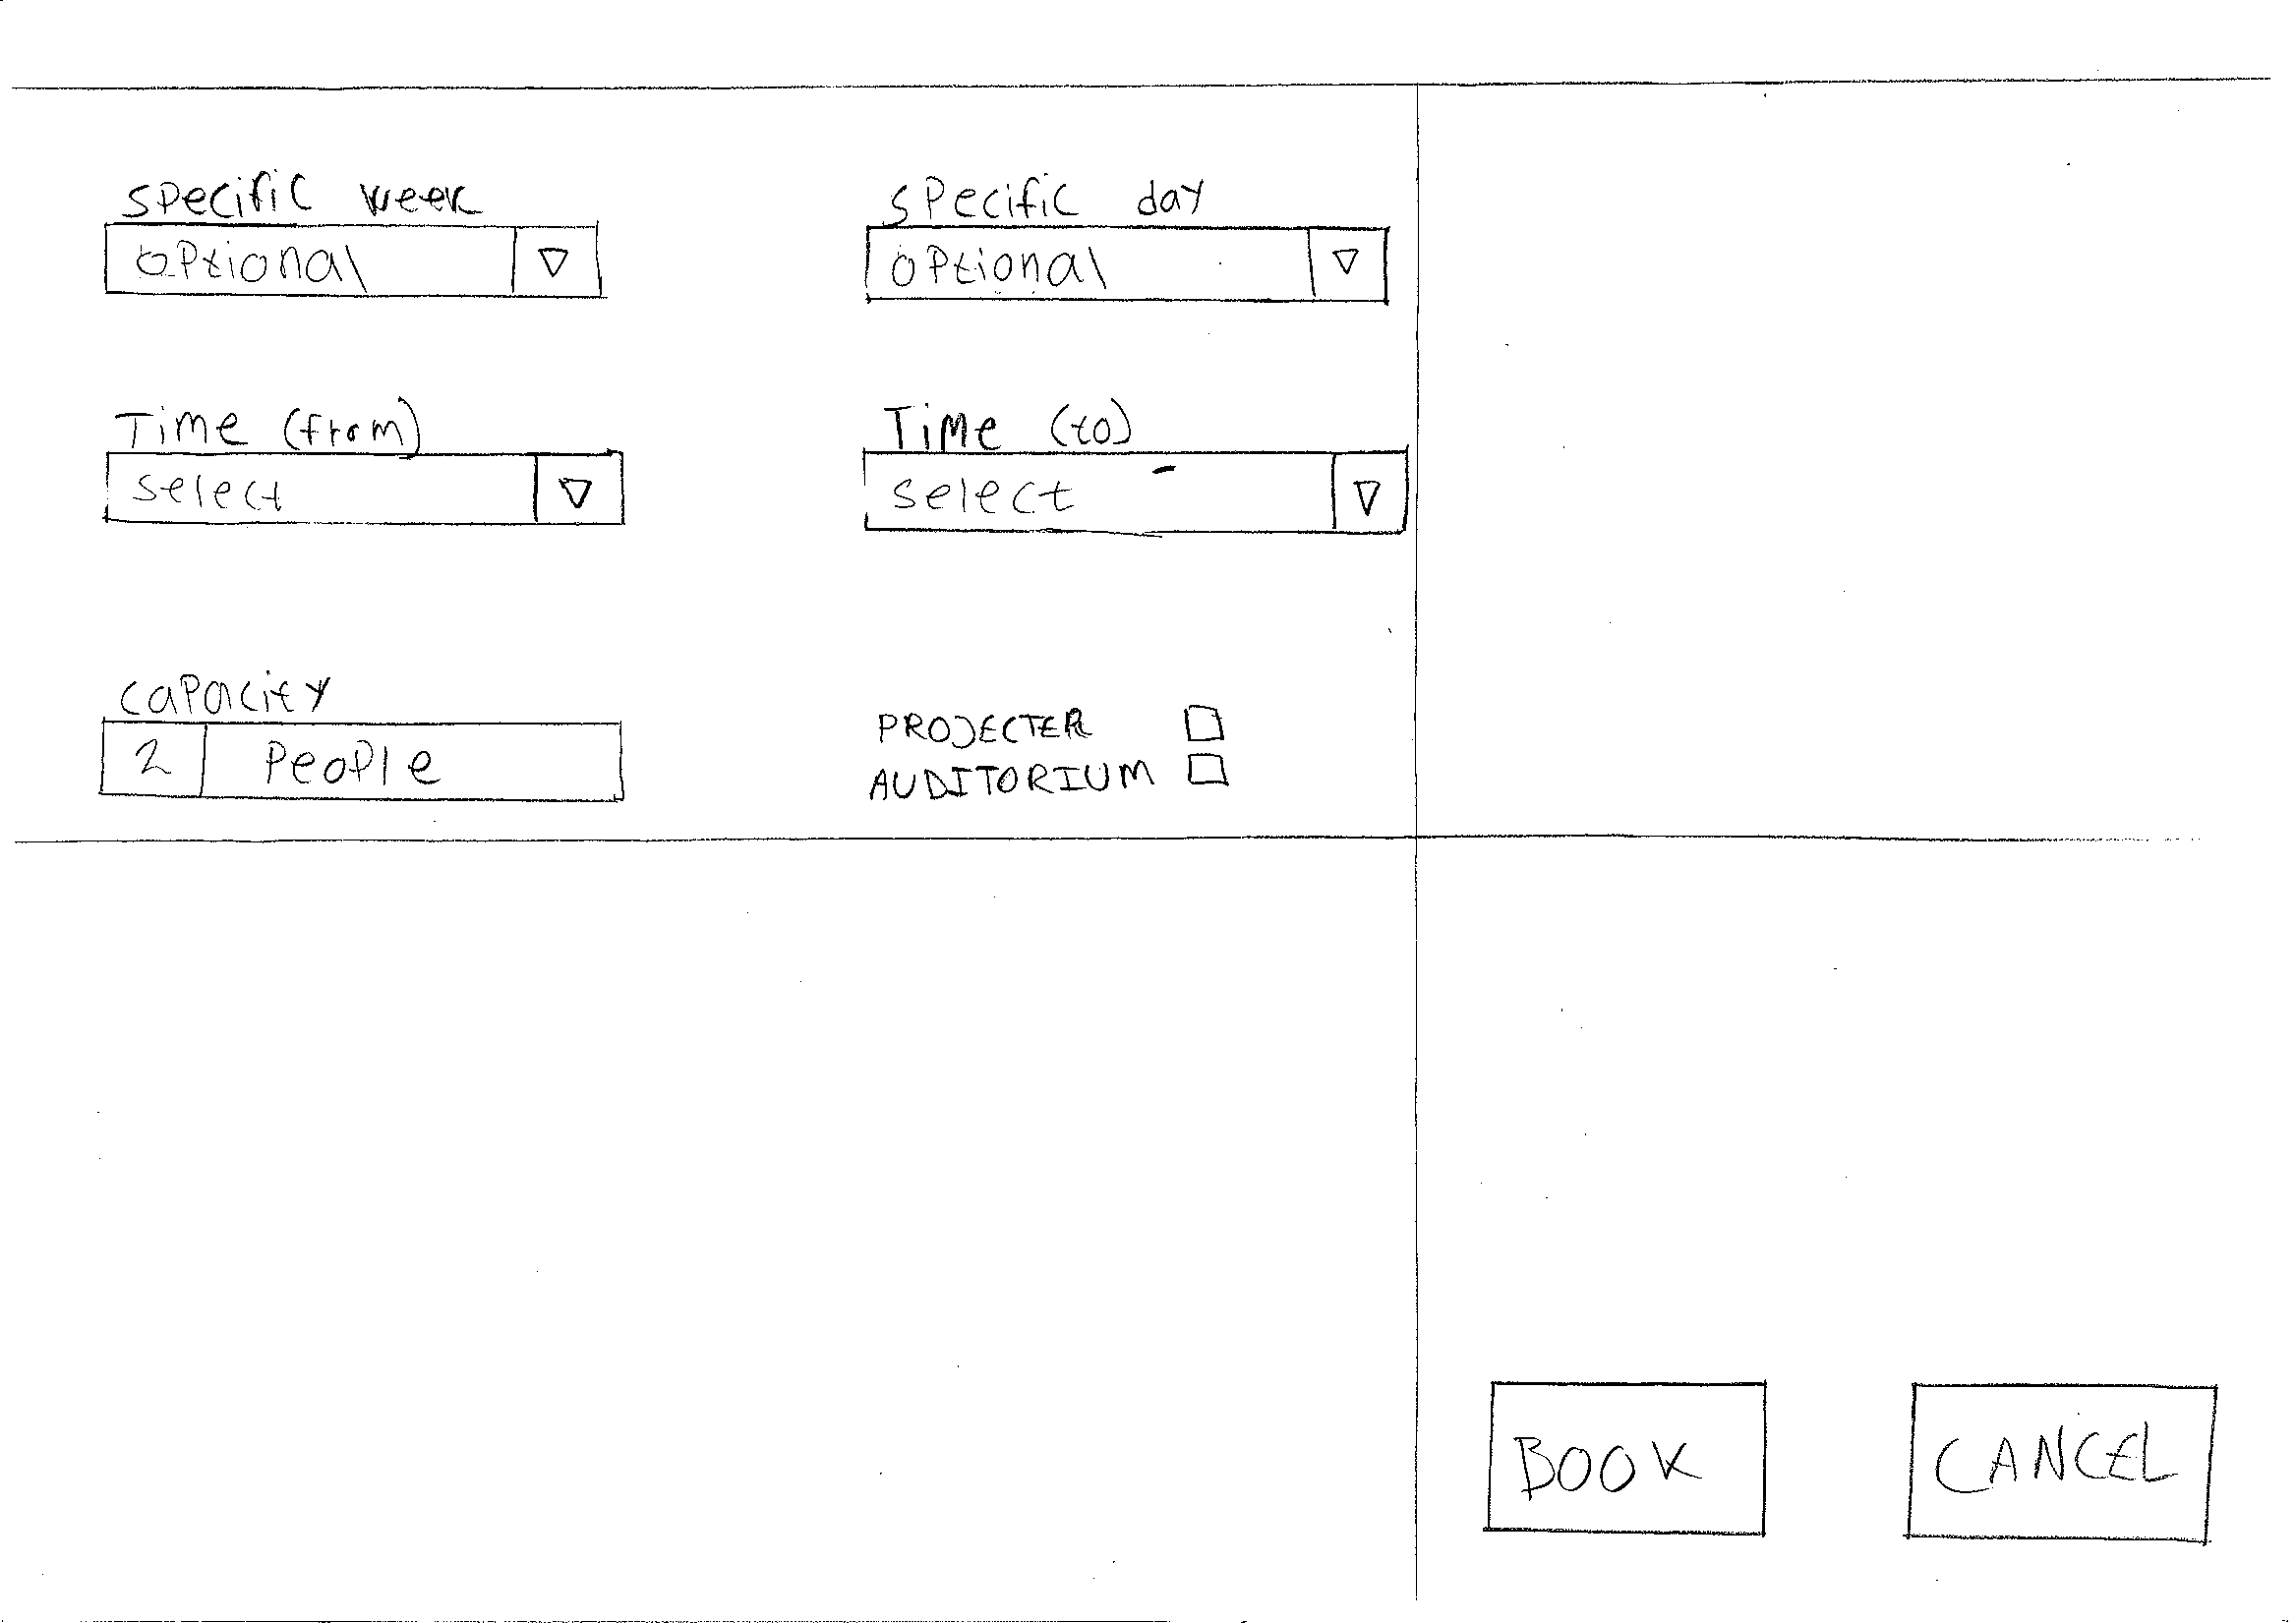 Specific week
optional
specific day
optional
Time (from)
select
Time (to)
select
capacity
2 People
PROJECTER
AUDITORIUM
BOOK
CANCEL